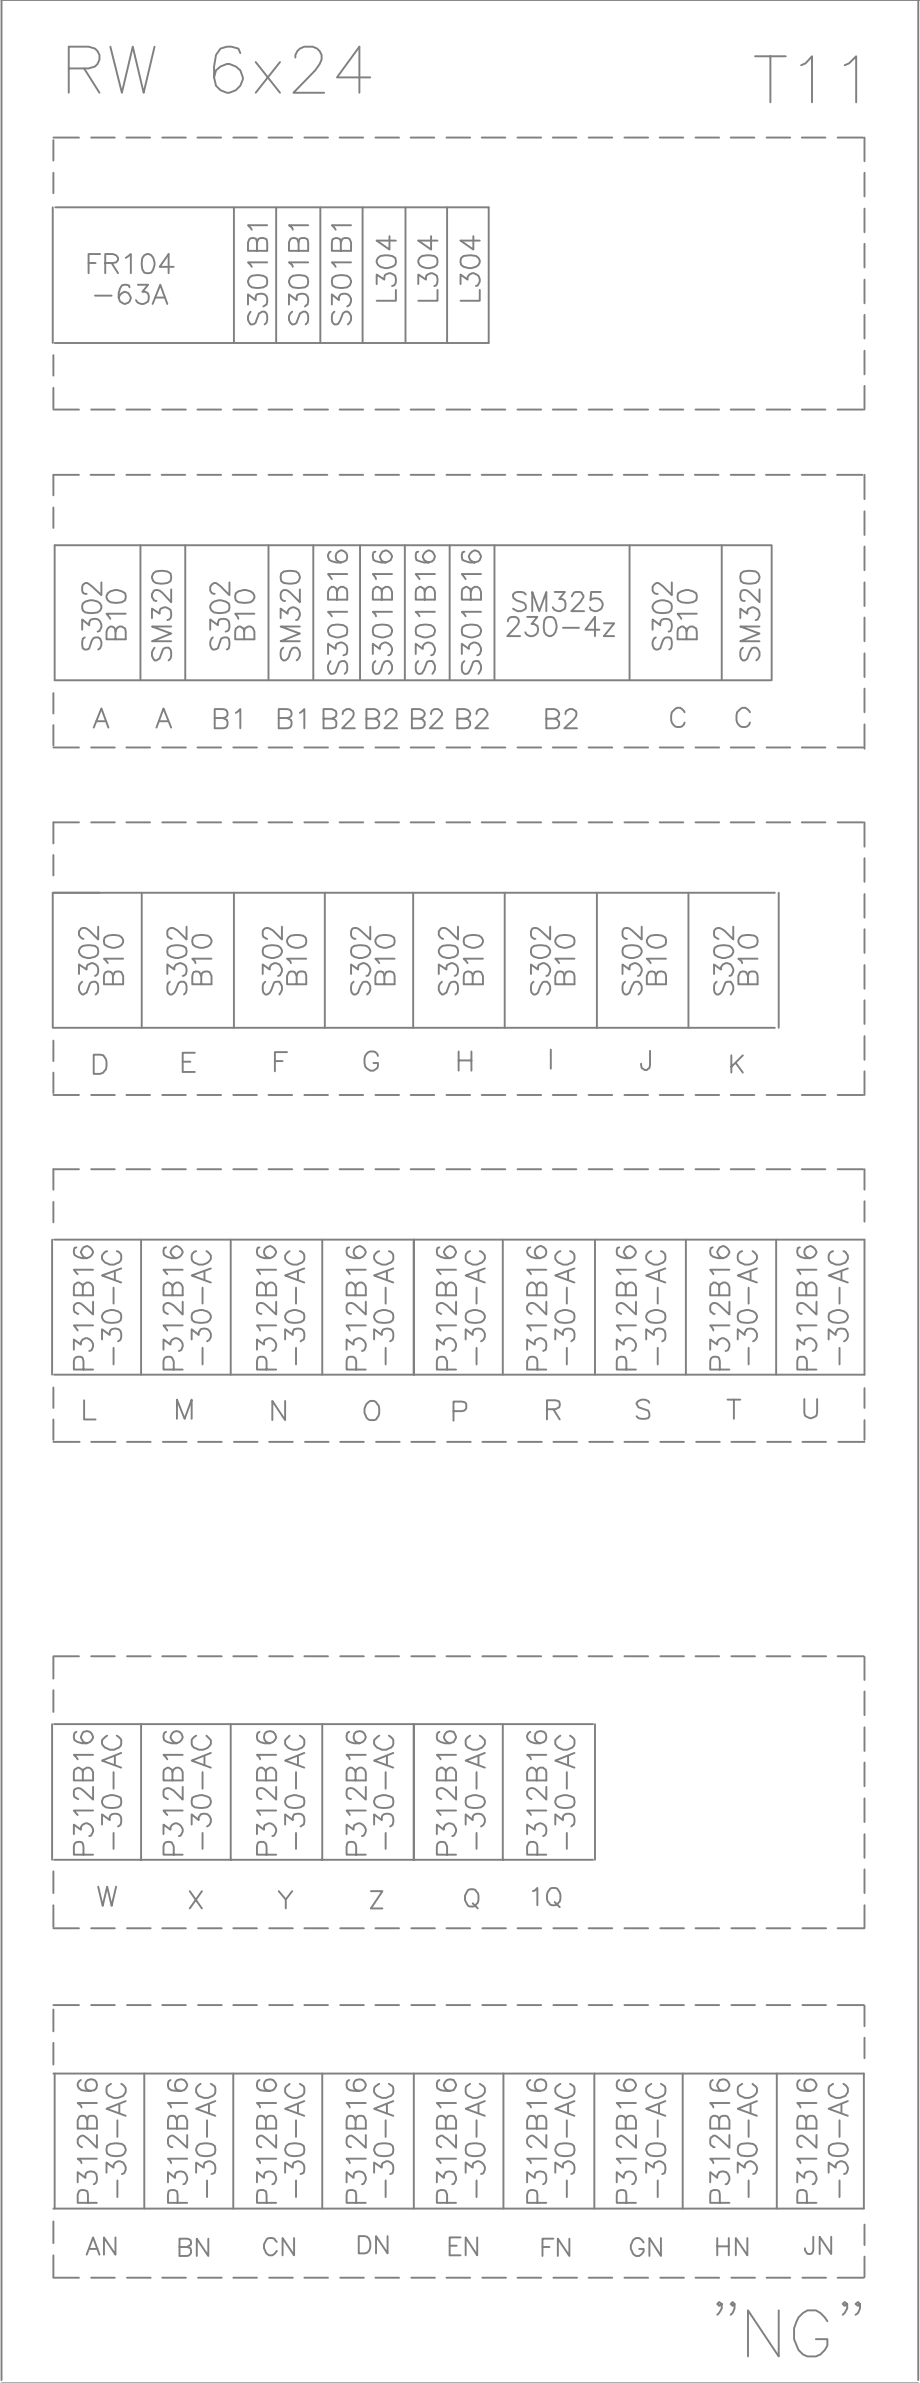 RW 6x24 T11
FR104
-63A
S301B1 S301B1 S301B1 L304 L304 L304
S302
B10
SM320
S302
B10
SM320
S301B16 S301B16 S301B16 S301B16
SM325
230-4z
S302
B10
SM320
A A B1 B1 B2 B2 B2 B2 B2 C C
S302
B10
S302
B10
S302
B10
S302
B10
S302
B10
S302
B10
S302
B10
S302
B10
D E F G H I J K
P312B16
-30-AC
P312B16
-30-AC
P312B16
-30-AC
P312B16
-30-AC
P312B16
-30-AC
P312B16
-30-AC
P312B16
-30-AC
P312B16
-30-AC
P312B16
-30-AC
L M N O P R S T U
P312B16
-30-AC
P312B16
-30-AC
P312B16
-30-AC
P312B16
-30-AC
P312B16
-30-AC
P312B16
-30-AC
W X Y Z Q 1Q
P312B16
-30-AC
P312B16
-30-AC
P312B16
-30-AC
P312B16
-30-AC
P312B16
-30-AC
P312B16
-30-AC
P312B16
-30-AC
P312B16
-30-AC
P312B16
-30-AC
AN BN CN DN EN FN GN HN JN
”NG”